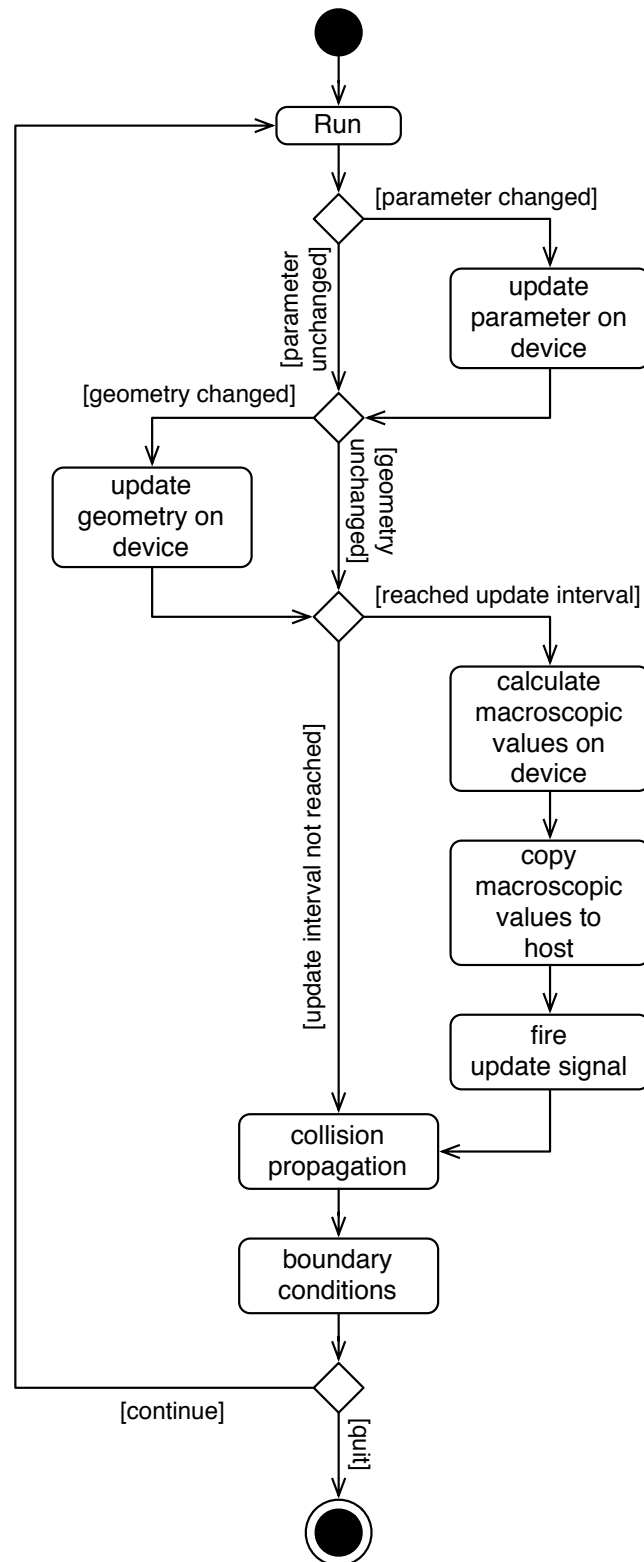 Run
[parameter changed]
[parameter
unchanged]
update
parameter on
device
[geometry changed]
[geometry
unchanged]
update
geometry on
device
[reached update interval]
calculate
macroscopic
values on
device
[update interval not reached]
copy
macroscopic
values to
host
fire
update signal
collision
propagation
boundary
conditions
[continue]
[quit]